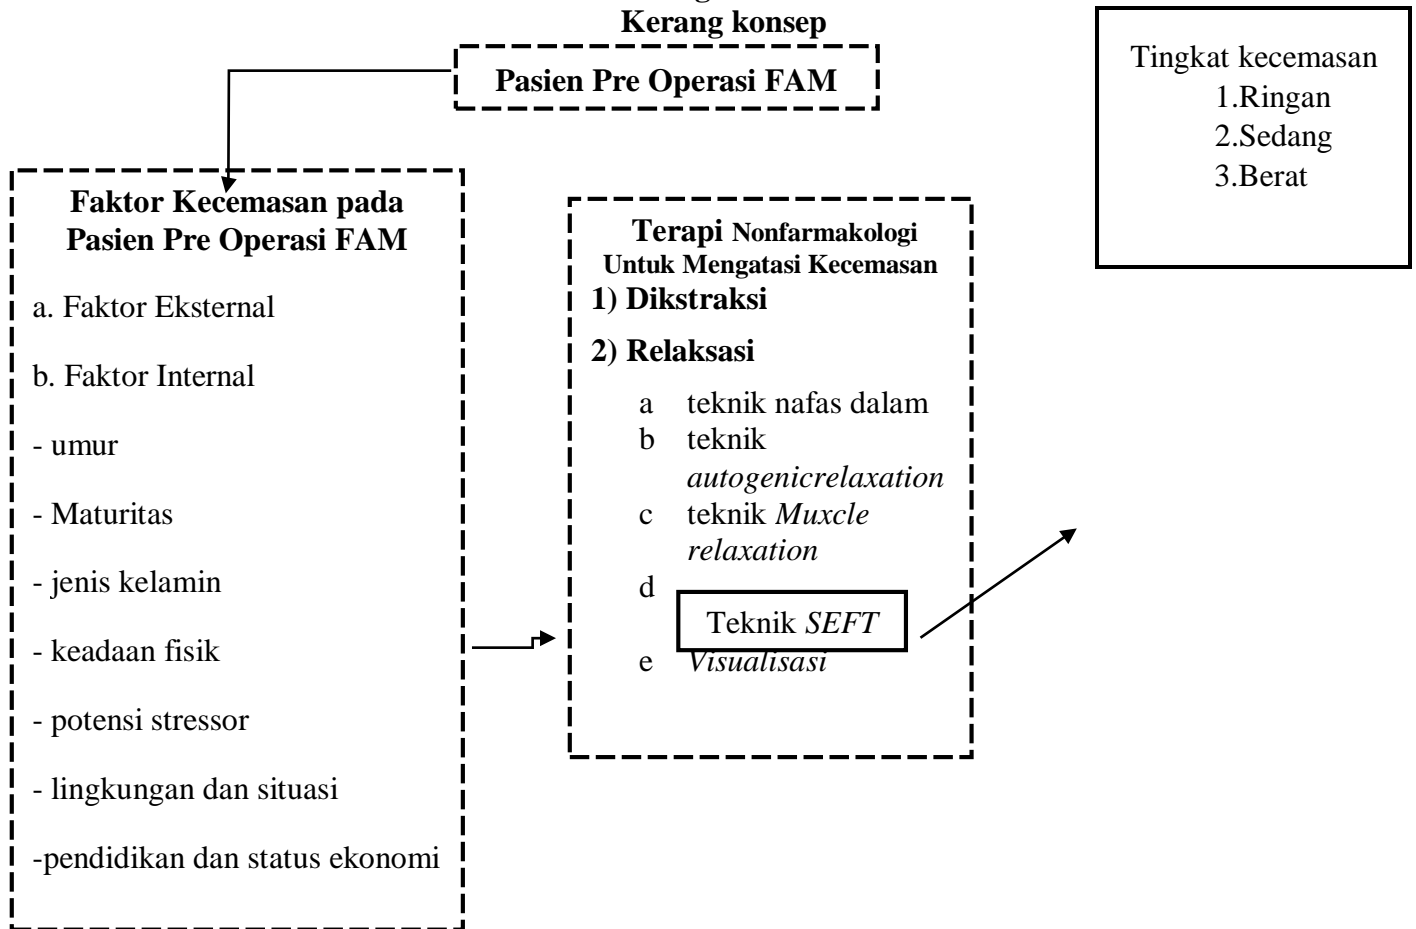 Kerang konsep
Pasien Pre Operasi FAM
Tingkat kecemasan
1.Ringan
2.Sedang
3.Berat
Faktor Kecemasan pada
Pasien Pre Operasi FAM
a. Faktor Eksternal
b. Faktor Internal
- umur
- Maturitas
- jenis kelamin
- keadaan fisik
- potensi stressor
- lingkungan dan situasi
-pendidikan dan status ekonomi
Terapi Nonfarmakologi
Untuk Mengatasi Kecemasan
1) Dikstraksi
2) Relaksasi
a teknik nafas dalam
b teknik
autogenicrelaxation
c teknik Muxcle
relaxation
d
Teknik SEFT
e Visualisasi